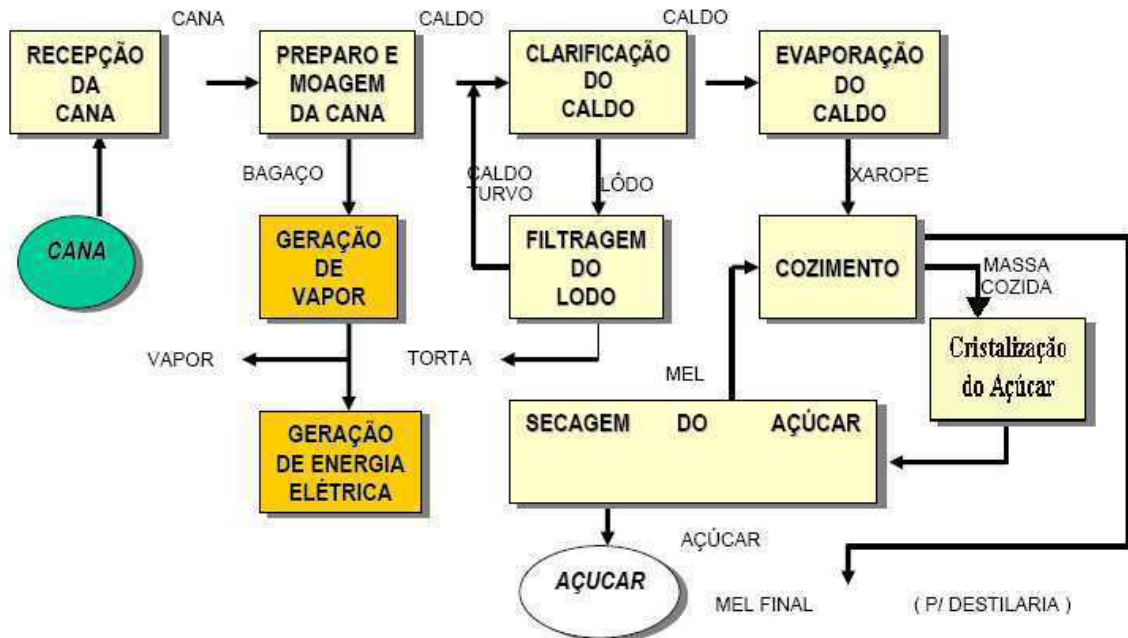 CANA
CALDO
CALDO
RECEPÇÃO
DA
CANA
PREPARO E
MOAGEM
DA CANA
CLARIFICAÇÃO
DO
CALDO
EVAPORAÇÃO
DO
CALDO
BAGAÇO
CALDO
TURVO
LÔDO
XAROPE
CANA
GERAÇÃO
DE
VAPOR
FILTRAGEM
DO
LODO
COZIMENTO
MASSA
COZIDA
Cristalização
do Açúcar
VAPOR
TORTA
MEL
GERAÇÃO
DE ENERGIA
ELÉTRICA
SECAGEM DO AÇÚCAR
AÇÚCAR
AÇUCAR
MEL FINAL ( P/ DESTILARIA )